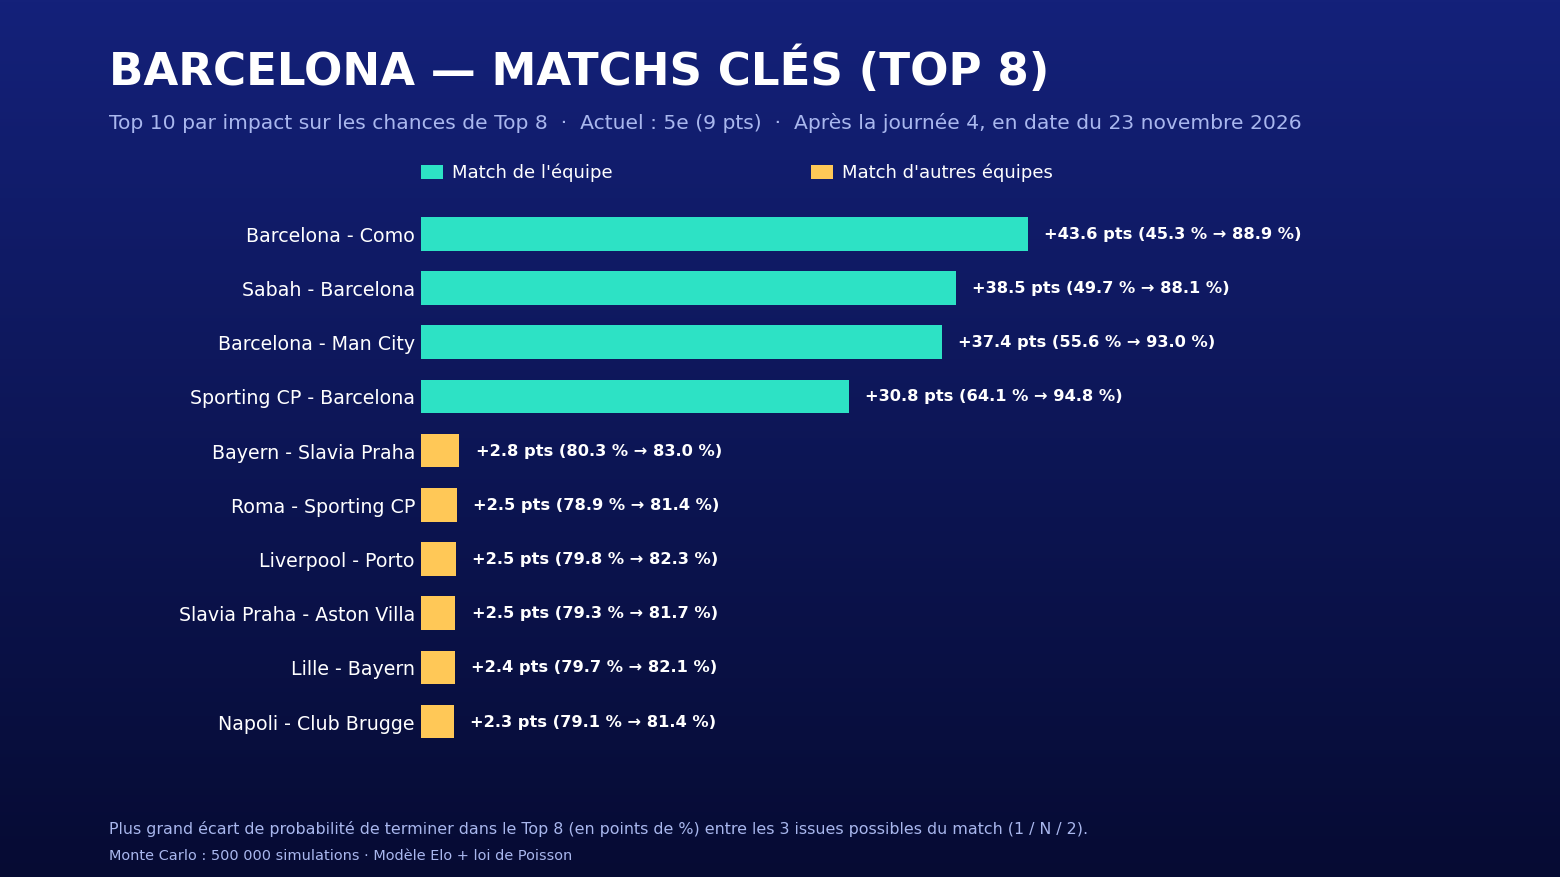 BARCELONA — MATCHS CLÉS (TOP 8)
Top 10 par impact sur les chances de Top 8 · Actuel : 5e (9 pts) · Après la journée 4, en date du 23 novembre 2026
Match de l'équipe
Match d'autres équipes
Barcelona - Como +43.6 pts (45.3 % → 88.9 %)
Sabah - Barcelona +38.5 pts (49.7 % → 88.1 %)
Barcelona - Man City +37.4 pts (55.6 % → 93.0 %)
Sporting CP - Barcelona +30.8 pts (64.1 % → 94.8 %)
Bayern - Slavia Praha +2.8 pts (80.3 % → 83.0 %)
Roma - Sporting CP +2.5 pts (78.9 % → 81.4 %)
Liverpool - Porto +2.5 pts (79.8 % → 82.3 %)
Slavia Praha - Aston Villa +2.5 pts (79.3 % → 81.7 %)
Lille - Bayern +2.4 pts (79.7 % → 82.1 %)
Napoli - Club Brugge +2.3 pts (79.1 % → 81.4 %)
Plus grand écart de probabilité de terminer dans le Top 8 (en points de %) entre les 3 issues possibles du match (1 / N / 2).
Monte Carlo : 500 000 simulations · Modèle Elo + loi de Poisson